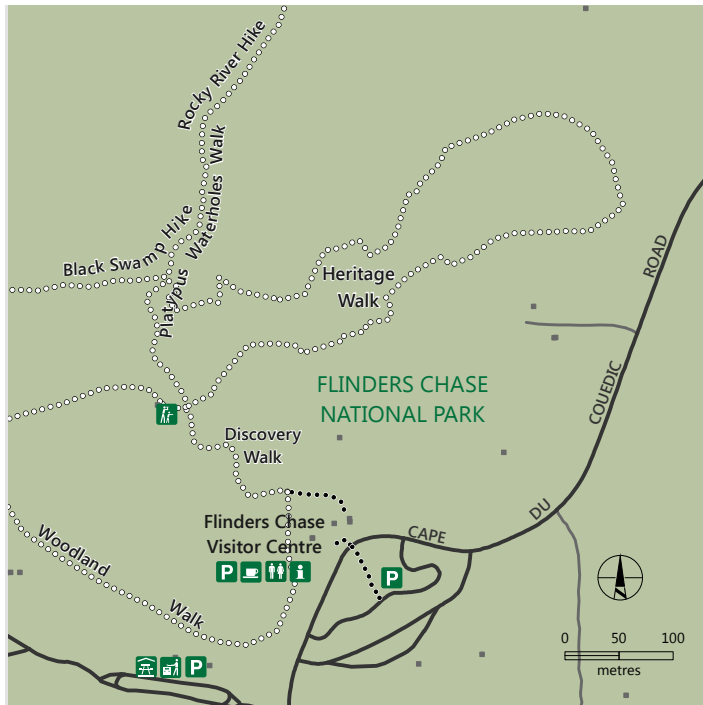 Rocky River Hike
Platypus Waterholes Walk
Black Swamp Hike
Heritage
Walk
ROAD
COUEDIC
DU
CAPE
FLINDERS CHASE
NATIONAL PARK
Discovery
Walk
Flinders Chase
Visitor Centre
P i
P
Woodland
Walk
P
N
0 50 100
metres